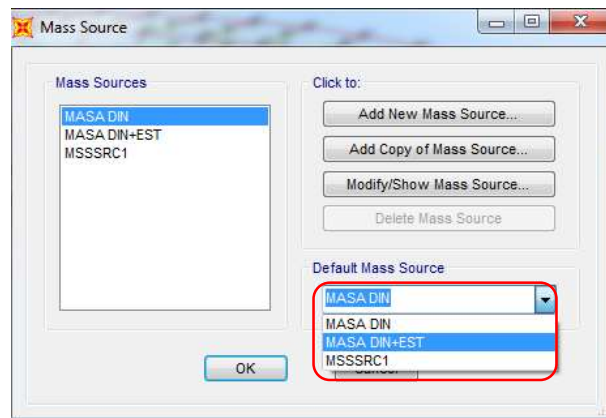 Mass Source
Mass Sources
MASA DIN
MASA DIN+EST
MSSSRC1
Click to:
Add New Mass Source...
Add Copy of Mass Source...
Modify/Show Mass Source...
Delete Mass Source
Default Mass Source
MASA DIN
MASA DIN
MASA DIN+EST
MSSSRC1
OK
Cancel